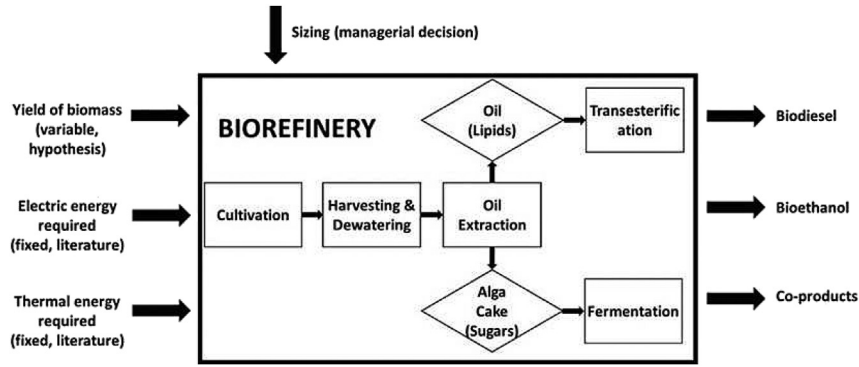 Sizing (managerial decision)
Yield of biomass
(variable,
hypothesis)
Electric energy
required
(fixed, literature)
Thermal energy
required
(fixed, literature)
BIOREFINERY
Cultivation
Harvesting &
Dewatering
Oil
Extraction
Oil
(Lipids)
Transesterific
ation
Alga
Cake
(Sugars)
Fermentation
Biodiesel
Bioethanol
Co-products